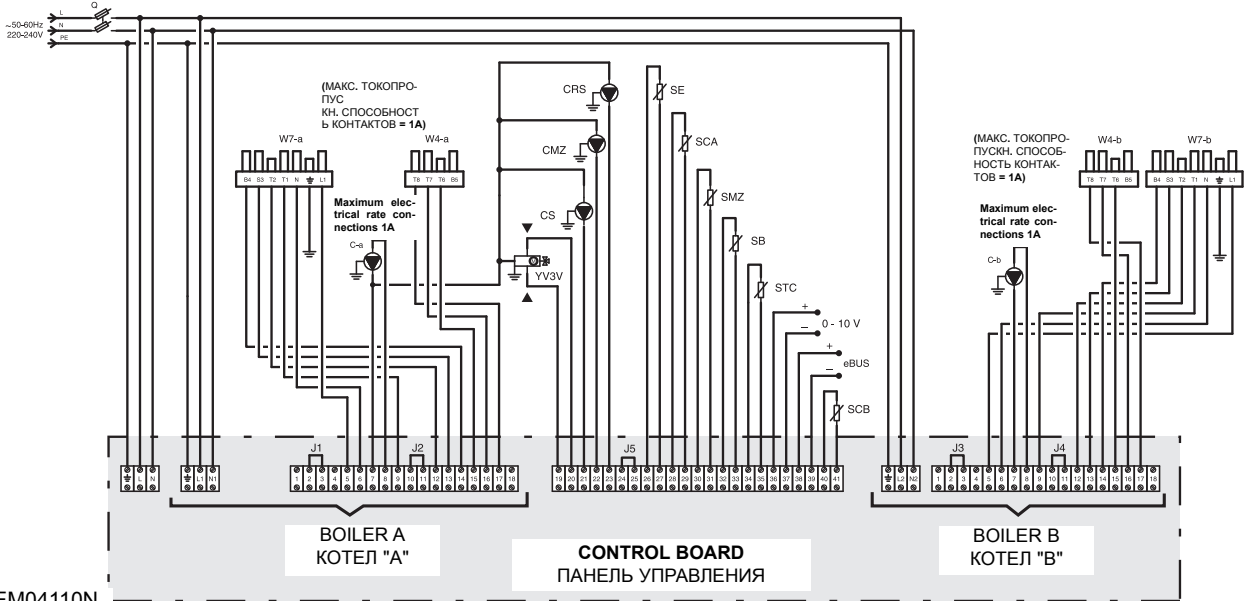 L
Q
~50-60Hz
N
220-240V
PE
(МАКС. ТОКОПРО-
ПУС
КН. СПОСОБНОСТ
Ь КОНТАКТОВ = 1A)
W7-a
W4-a
B4 S3 T2 T1 N L1
T8 T7 T6 B5
Maximum elec-
trical rate con-
nections 1A
C-a
CRS
CMZ
CS
YV3V
SE
SCA
SMZ
SB
STC
+
0 - 10 V
–
+
eBUS
–
SCB
(МАКС. ТОКОПРО-
ПУСКН. СПОСОБ-
НОСТЬ КОНТАК-
ТОВ = 1A)
W4-b
W7-b
T8 T7 T6 B5
B4 S3 T2 T1 N L1
Maximum elec-
trical rate con-
nections 1A
C-b
J1
J2
J5
J3
J4
L N
L1 N1
1 2 3 4 5 6 7 8 9 10 11 12 13 14 15 16 17 18
19 20 21 22 23 24 25 26 27 28 29 30 31 32 33 34 35 36 37 38 39 40 41
L2 N2
1 2 3 4 5 6 7 8 9 10 11 12 13 14 15 16 17 18
BOILER A
КОТЕЛ "А"
CONTROL BOARD
ПАНЕЛЬ УПРАВЛЕНИЯ
BOILER B
КОТЕЛ "В"
EM04110N